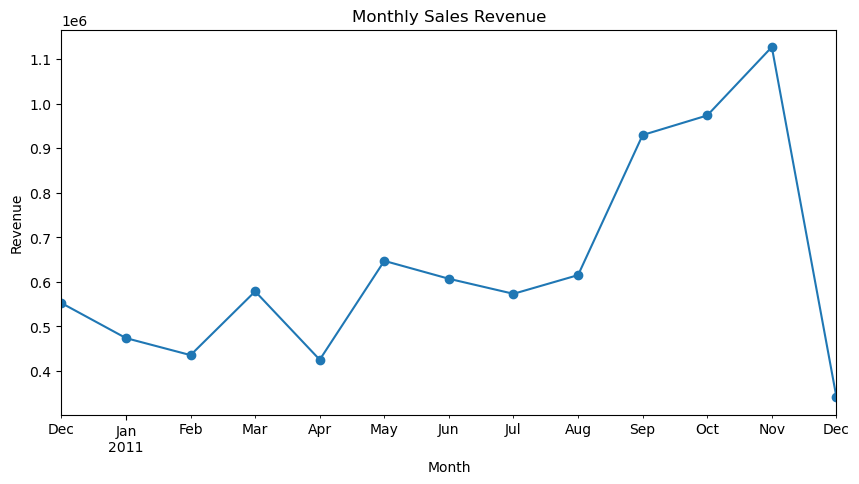 Monthly Sales Revenue
1e6
1.1
1.0
0.9
0.8
0.7
0.6
0.5
0.4
Revenue
Dec Jan Feb Mar Apr May Jun Jul Aug Sep Oct Nov Dec
2011
Month